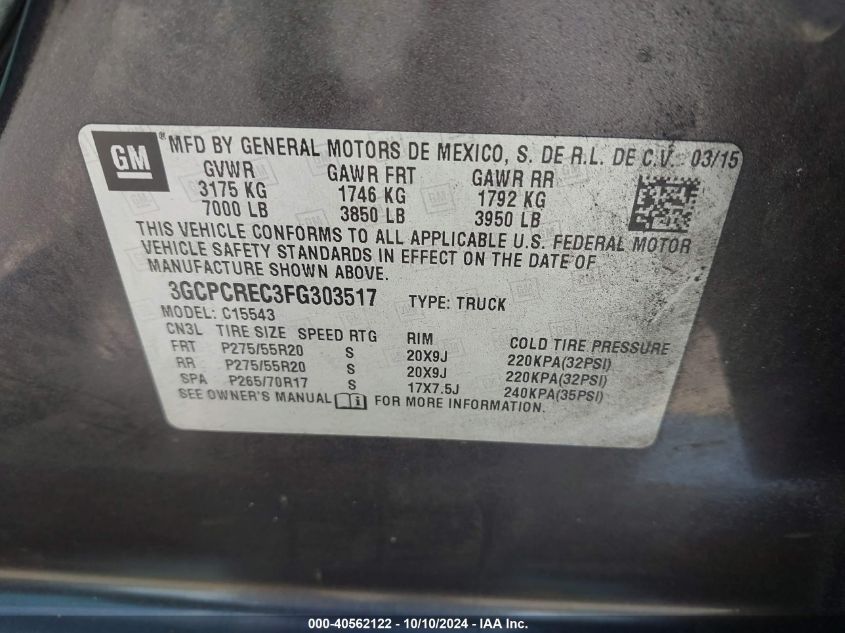 GM ® MFD BY GENERAL MOTORS DE MEXICO, S. DE R.L. DE C.V. 03/15
GVWR GAWR FRT GAWR RR
3175 KG 1746 KG 1792 KG
7000 LB 3850 LB 3950 LB
THIS VEHICLE CONFORMS TO ALL APPLICABLE U.S. FEDERAL MOTOR
VEHICLE SAFETY STANDARDS IN EFFECT ON THE DATE OF
MANUFACTURE SHOWN ABOVE.
3GCPCREC3FG303517 TYPE: TRUCK
MODEL: C15543
CN3L TIRE SIZE SPEED RTG RIM COLD TIRE PRESSURE
FRT P275/55R20 S 20X9J 220KPA(32PSI)
RR P275/55R20 S 20X9J 220KPA(32PSI)
SPA P265/70R17 S 17X7.5J 240KPA(35PSI)
SEE OWNER'S MANUAL i FOR MORE INFORMATION.
000-40562122 - 10/10/2024 - IAA Inc.